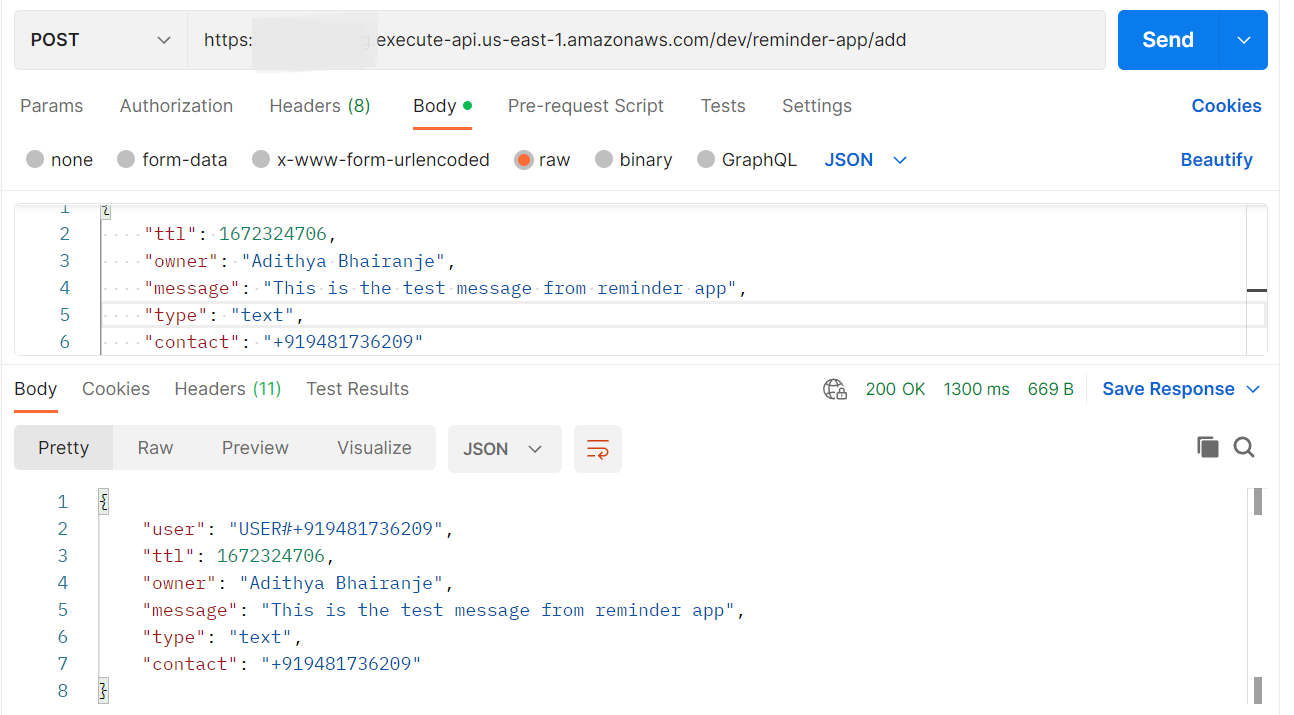 POST https: .execute-api.us-east-1.amazonaws.com/dev/reminder-app/add Send
Params Authorization Headers (8) Body Pre-request Script Tests Settings Cookies
none form-data x-www-form-urlencoded raw binary GraphQL JSON Beautify
1 {
2 "ttl": 1672324706,
3 "owner": "Adithya Bhairanje",
4 "message": "This is the test message from reminder app",
5 "type": "text",
6 "contact": "+919481736209"
Body Cookies Headers (11) Test Results 200 OK 1300 ms 669 B Save Response
Pretty Raw Preview Visualize JSON
1 {
2 "user": "USER#+919481736209",
3 "ttl": 1672324706,
4 "owner": "Adithya Bhairanje",
5 "message": "This is the test message from reminder app",
6 "type": "text",
7 "contact": "+919481736209"
8 }